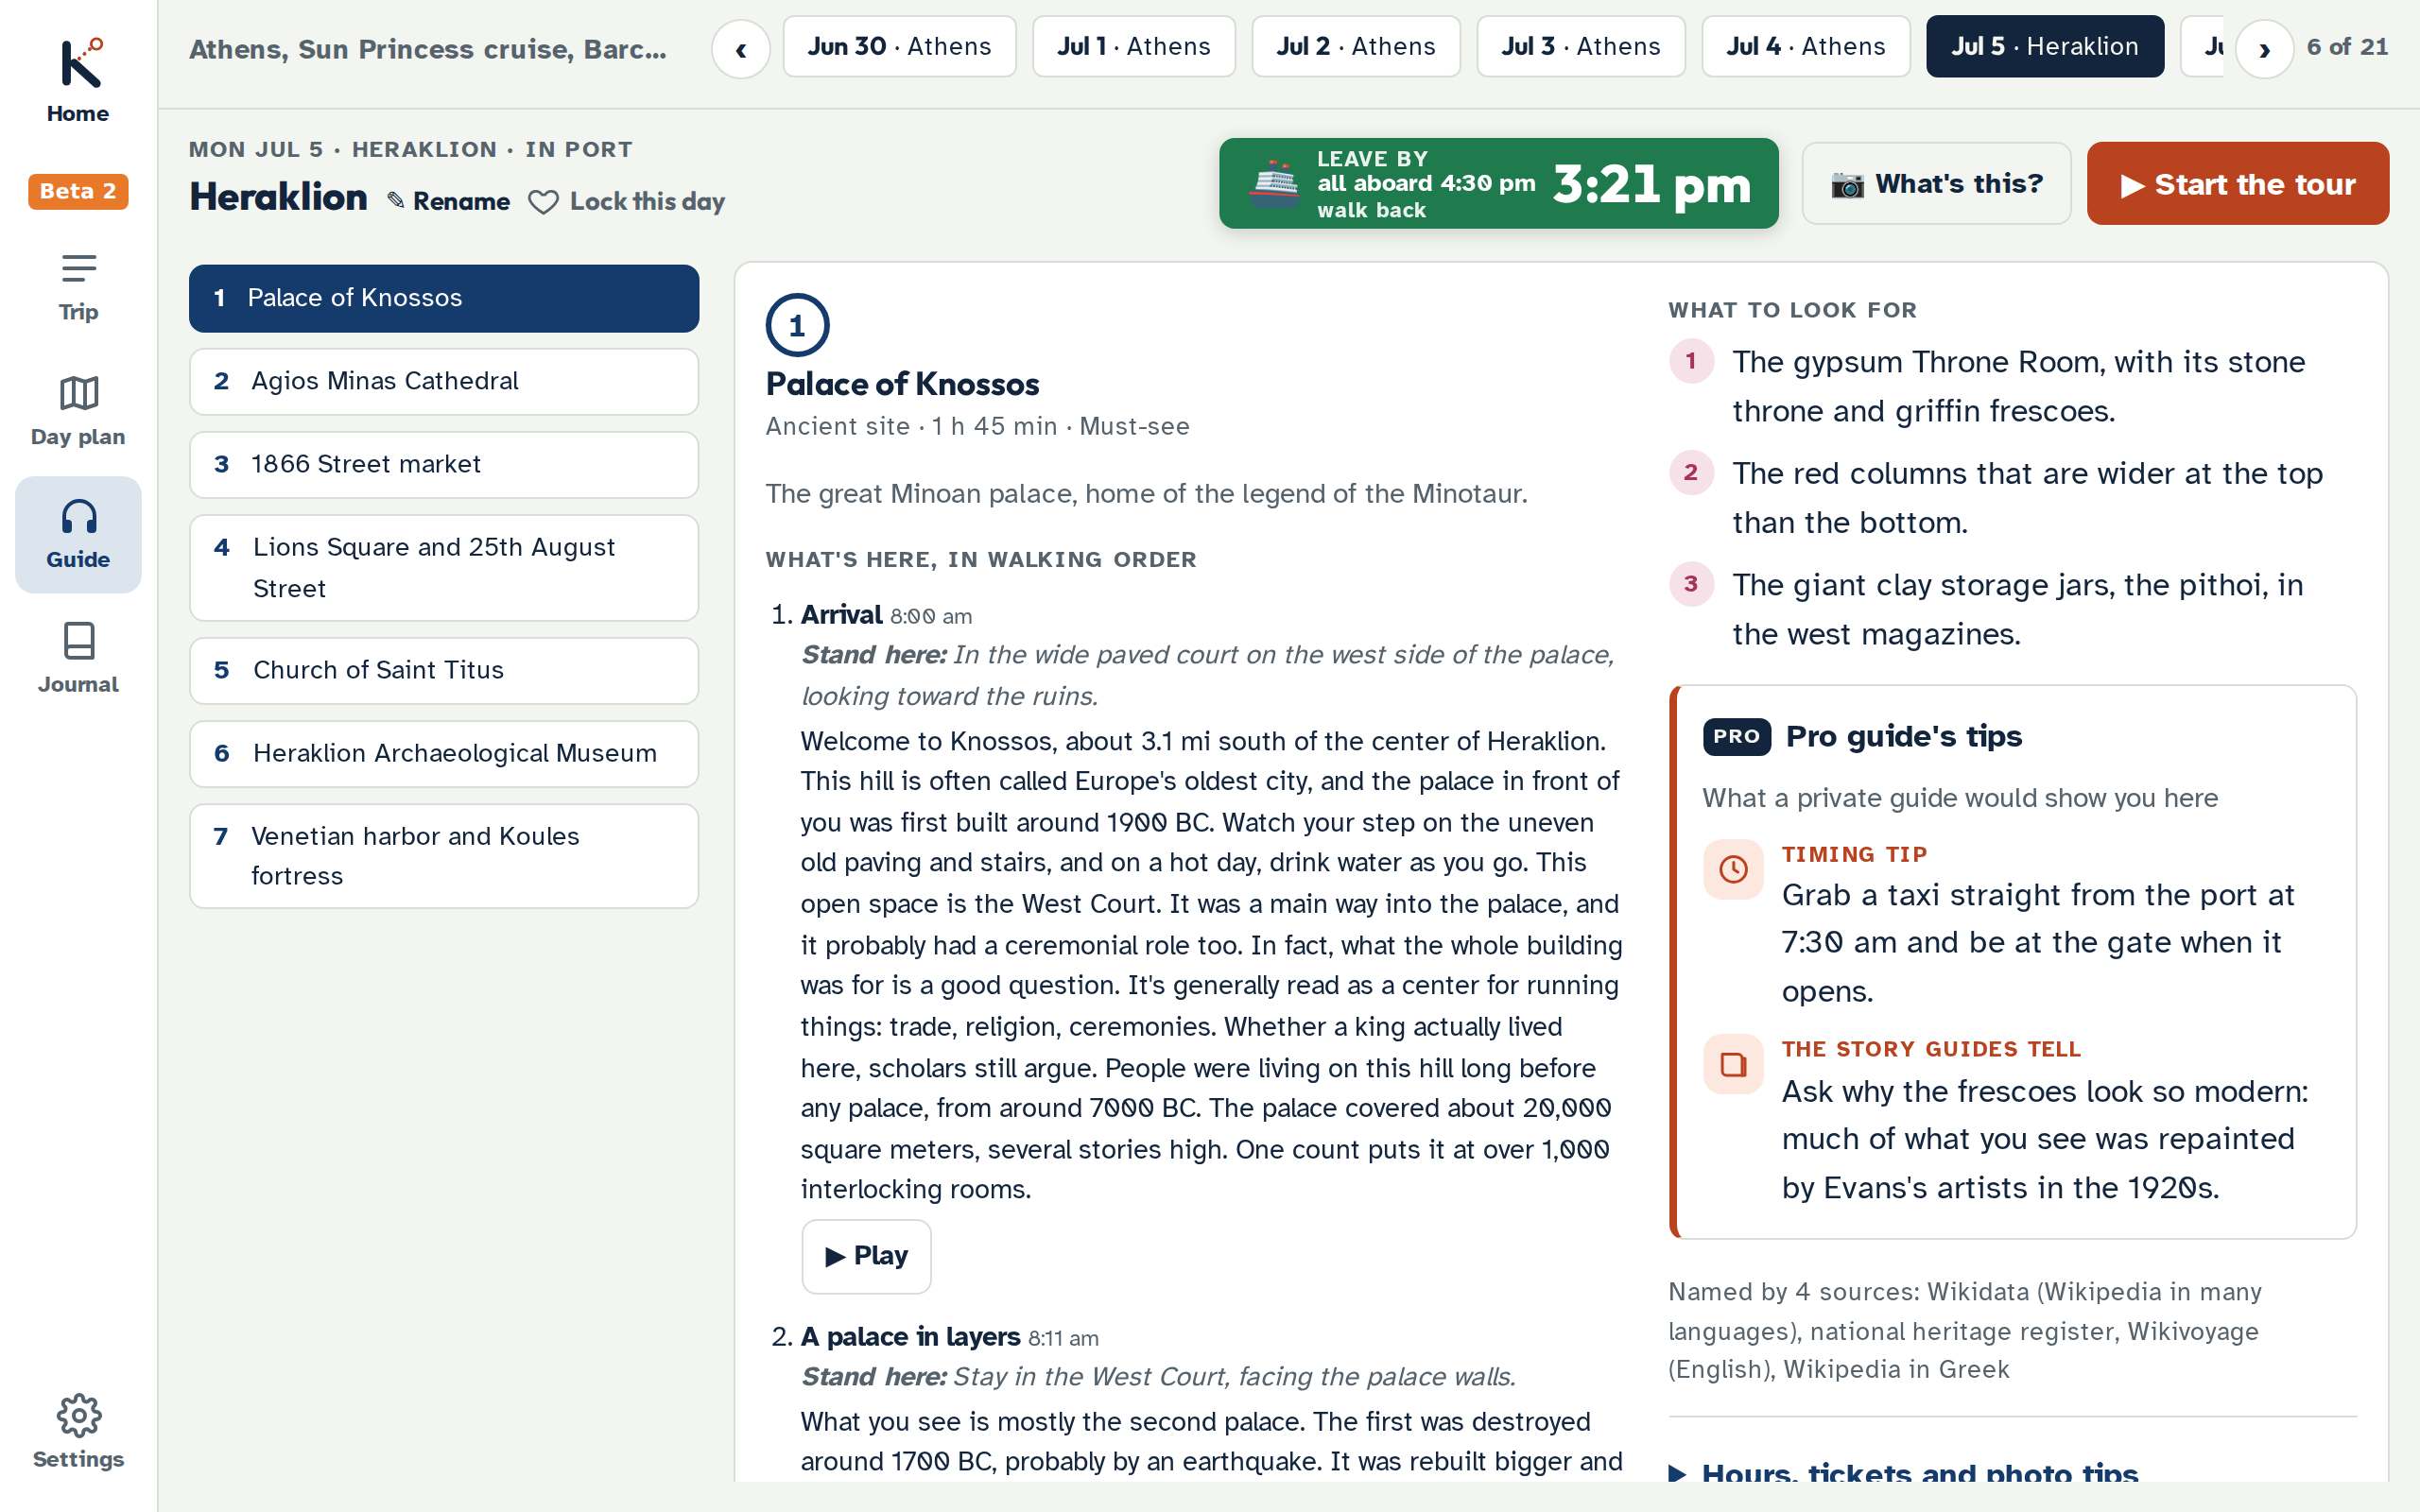 Home
Beta 2
Trip
Day plan
Guide
Journal
Settings
Athens, Sun Princess cruise, Barc...
‹
Jun 30 · Athens
Jul 1 · Athens
Jul 2 · Athens
Jul 3 · Athens
Jul 4 · Athens
Jul 5 · Heraklion
›
6 of 21
MON JUL 5 · HERAKLION · IN PORT
Heraklion
✎ Rename
Lock this day
LEAVE BY
all aboard 4:30 pm
walk back
3:21 pm
What's this?
▶ Start the tour
1 Palace of Knossos
2 Agios Minas Cathedral
3 1866 Street market
4 Lions Square and 25th August
Street
5 Church of Saint Titus
6 Heraklion Archaeological Museum
7 Venetian harbor and Koules
fortress
1
Palace of Knossos
Ancient site · 1 h 45 min · Must-see
The great Minoan palace, home of the legend of the Minotaur.
WHAT'S HERE, IN WALKING ORDER
1. Arrival 8:00 am
Stand here: In the wide paved court on the west side of the palace,
looking toward the ruins.
Welcome to Knossos, about 3.1 mi south of the center of Heraklion.
This hill is often called Europe's oldest city, and the palace in front of
you was first built around 1900 BC. Watch your step on the uneven
old paving and stairs, and on a hot day, drink water as you go. This
open space is the West Court. It was a main way into the palace, and
it probably had a ceremonial role too. In fact, what the whole building
was for is a good question. It's generally read as a center for running
things: trade, religion, ceremonies. Whether a king actually lived
here, scholars still argue. People were living on this hill long before
any palace, from around 7000 BC. The palace covered about 20,000
square meters, several stories high. One count puts it at over 1,000
interlocking rooms.
▶ Play
2. A palace in layers 8:11 am
Stand here: Stay in the West Court, facing the palace walls.
What you see is mostly the second palace. The first was destroyed
around 1700 BC, probably by an earthquake. It was rebuilt bigger and
WHAT TO LOOK FOR
1 The gypsum Throne Room, with its stone
throne and griffin frescoes.
2 The red columns that are wider at the top
than the bottom.
3 The giant clay storage jars, the pithoi, in
the west magazines.
PRO Pro guide's tips
What a private guide would show you here
TIMING TIP
Grab a taxi straight from the port at
7:30 am and be at the gate when it
opens.
THE STORY GUIDES TELL
Ask why the frescoes look so modern:
much of what you see was repainted
by Evans's artists in the 1920s.
Named by 4 sources: Wikidata (Wikipedia in many
languages), national heritage register, Wikivoyage
(English), Wikipedia in Greek
▶ Hours, tickets and photo tips